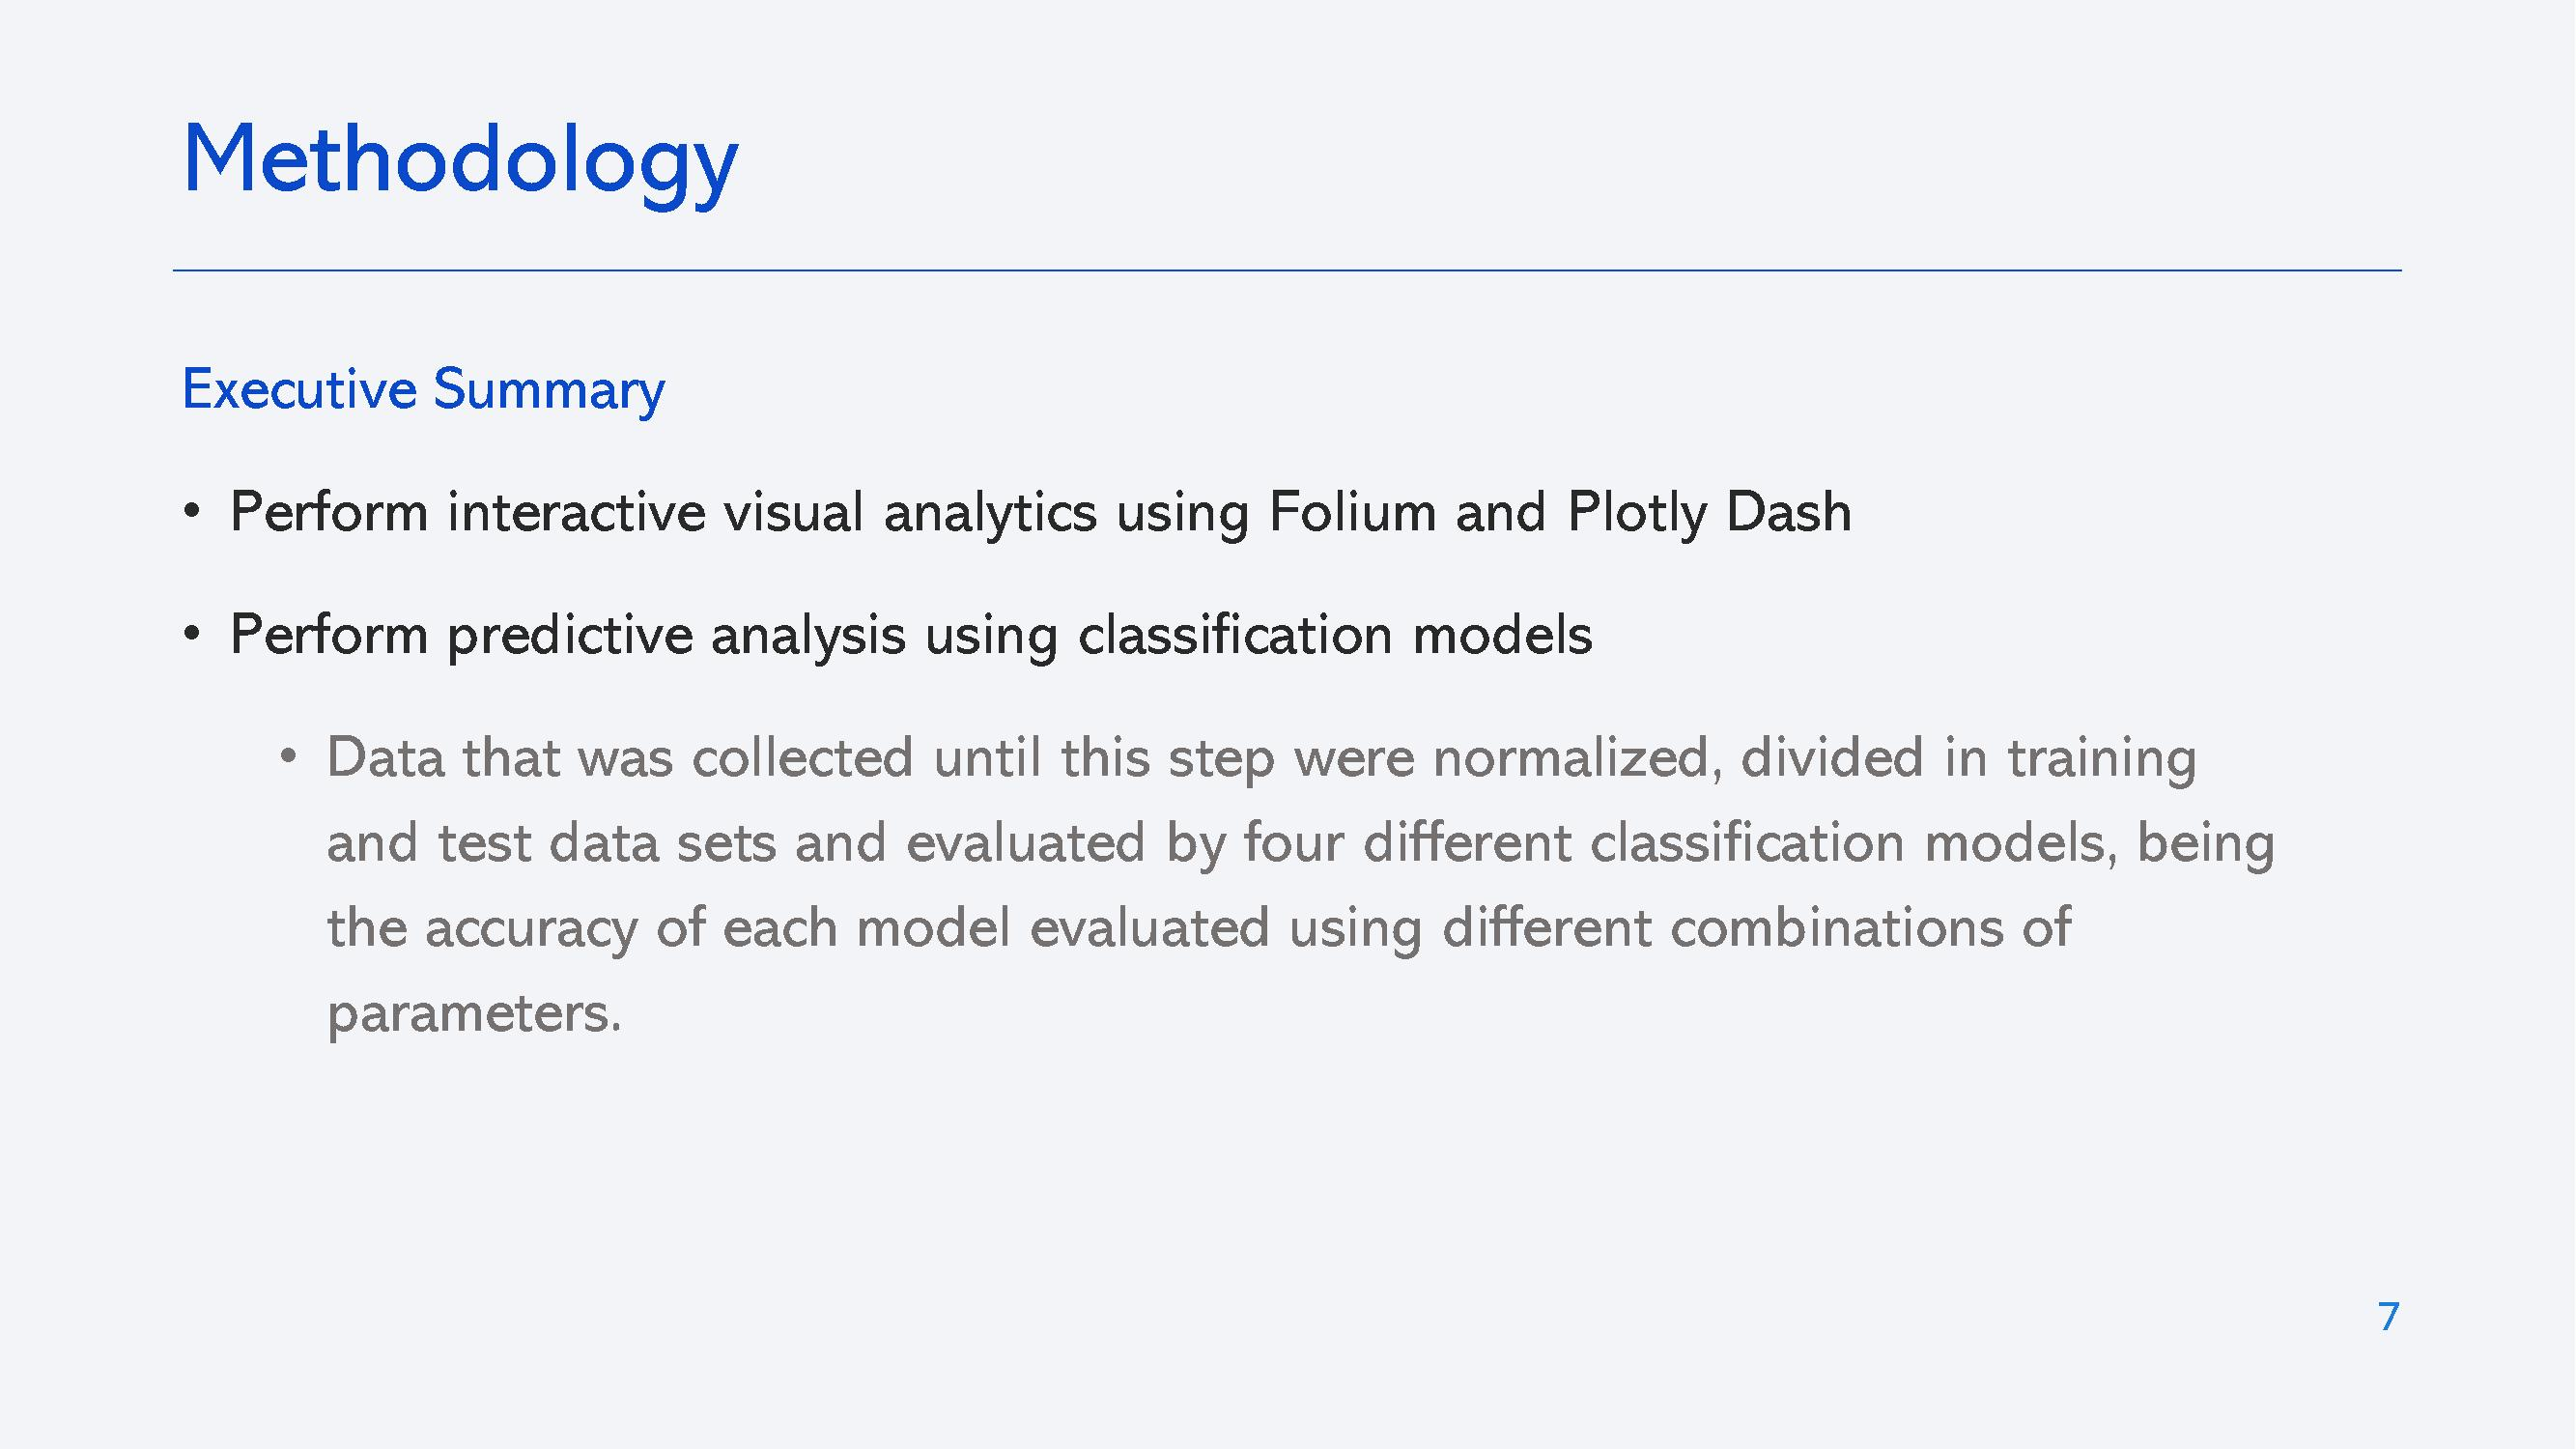 Methodology
Executive Summary
• Perform interactive visual analytics using Folium and Plotly Dash
• Perform predictive analysis using classification models
• Data that was collected until this step were normalized, divided in training
and test data sets and evaluated by four different classification models, being
the accuracy of each model evaluated using different combinations of
parameters.
7